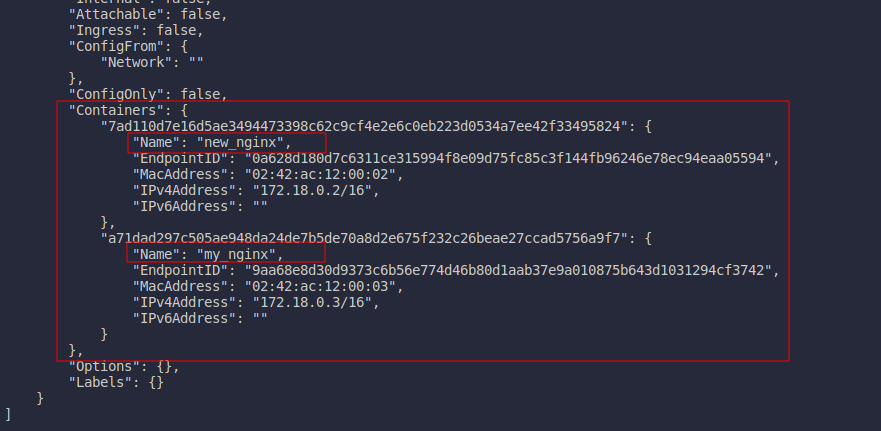 "Internal": false,
"Attachable": false,
"Ingress": false,
"ConfigFrom": {
"Network": ""
},
"ConfigOnly": false,
"Containers": {
"7ad110d7e16d5ae3494473398c62c9cf4e2e6c0eb223d0534a7ee42f33495824": {
"Name": "new_nginx",
"EndpointID": "0a628d180d7c6311ce315994f8e09d75fc85c3f144fb96246e78ec94eaa05594",
"MacAddress": "02:42:ac:12:00:02",
"IPv4Address": "172.18.0.2/16",
"IPv6Address": ""
},
"a71dad297c505ae948da24de7b5de70a8d2e675f232c26beae27ccad5756a9f7": {
"Name": "my_nginx",
"EndpointID": "9aa68e8d30d9373c6b56e774d46b80d1aab37e9a010875b643d1031294cf3742",
"MacAddress": "02:42:ac:12:00:03",
"IPv4Address": "172.18.0.3/16",
"IPv6Address": ""
}
},
"Options": {},
"Labels": {}
}
]